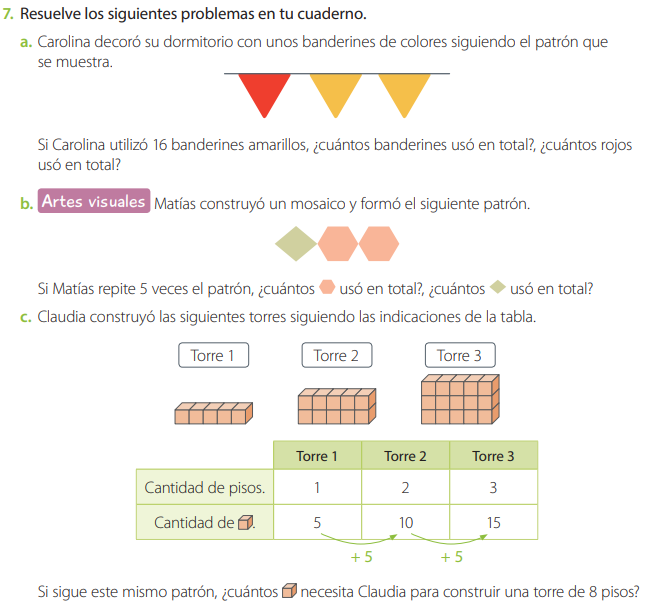 7. Resuelve los siguientes problemas en tu cuaderno.
a. Carolina decoró su dormitorio con unos banderines de colores siguiendo el patrón que
se muestra.
Si Carolina utilizó 16 banderines amarillos, ¿cuántos banderines usó en total?, ¿cuántos rojos
usó en total?
b. Artes visuales Matías construyó un mosaico y formó el siguiente patrón.
Si Matías repite 5 veces el patrón, ¿cuántos usó en total?, ¿cuántos usó en total?
c. Claudia construyó las siguientes torres siguiendo las indicaciones de la tabla.
Torre 1 Torre 2 Torre 3
Torre 1 Torre 2 Torre 3
Cantidad de pisos. 1 2 3
Cantidad de . 5 10 15
+ 5 + 5
Si sigue este mismo patrón, ¿cuántos necesita Claudia para construir una torre de 8 pisos?